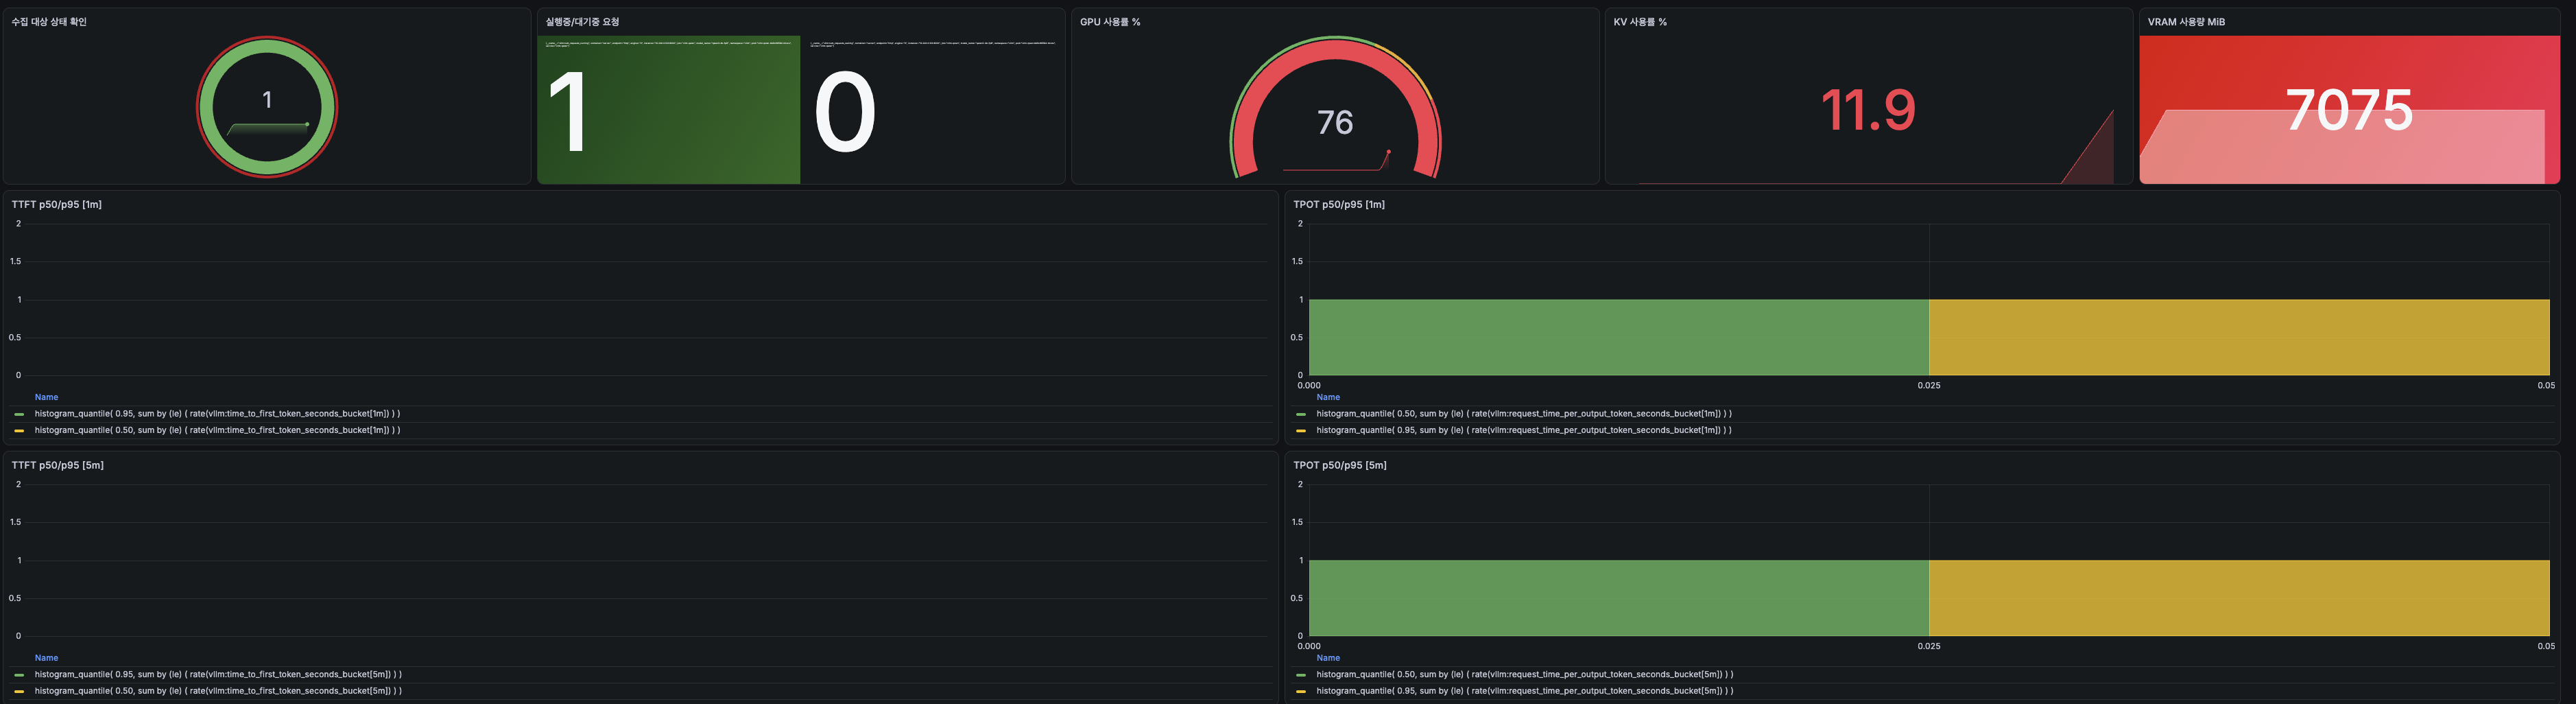 수집 대상 상태 확인
1
실행중/대기중 요청
1
0
GPU 사용률 %
76
KV 사용률 %
11.9
VRAM 사용량 MiB
7075
TTFT p50/p95 [1m]
2
1.5
1
0.5
0
Name
histogram_quantile( 0.95, sum by (le) ( rate(vllm:time_to_first_token_seconds_bucket[1m]) ) )
histogram_quantile( 0.50, sum by (le) ( rate(vllm:time_to_first_token_seconds_bucket[1m]) ) )
TPOT p50/p95 [1m]
2
1.5
1
0.5
0
0.000 0.025 0.05
Name
histogram_quantile( 0.50, sum by (le) ( rate(vllm:request_time_per_output_token_seconds_bucket[1m]) ) )
histogram_quantile( 0.95, sum by (le) ( rate(vllm:request_time_per_output_token_seconds_bucket[1m]) ) )
TTFT p50/p95 [5m]
2
1.5
1
0.5
0
Name
histogram_quantile( 0.95, sum by (le) ( rate(vllm:time_to_first_token_seconds_bucket[5m]) ) )
histogram_quantile( 0.50, sum by (le) ( rate(vllm:time_to_first_token_seconds_bucket[5m]) ) )
TPOT p50/p95 [5m]
2
1.5
1
0.5
0
0.000 0.025 0.05
Name
histogram_quantile( 0.50, sum by (le) ( rate(vllm:request_time_per_output_token_seconds_bucket[5m]) ) )
histogram_quantile( 0.95, sum by (le) ( rate(vllm:request_time_per_output_token_seconds_bucket[5m]) ) )